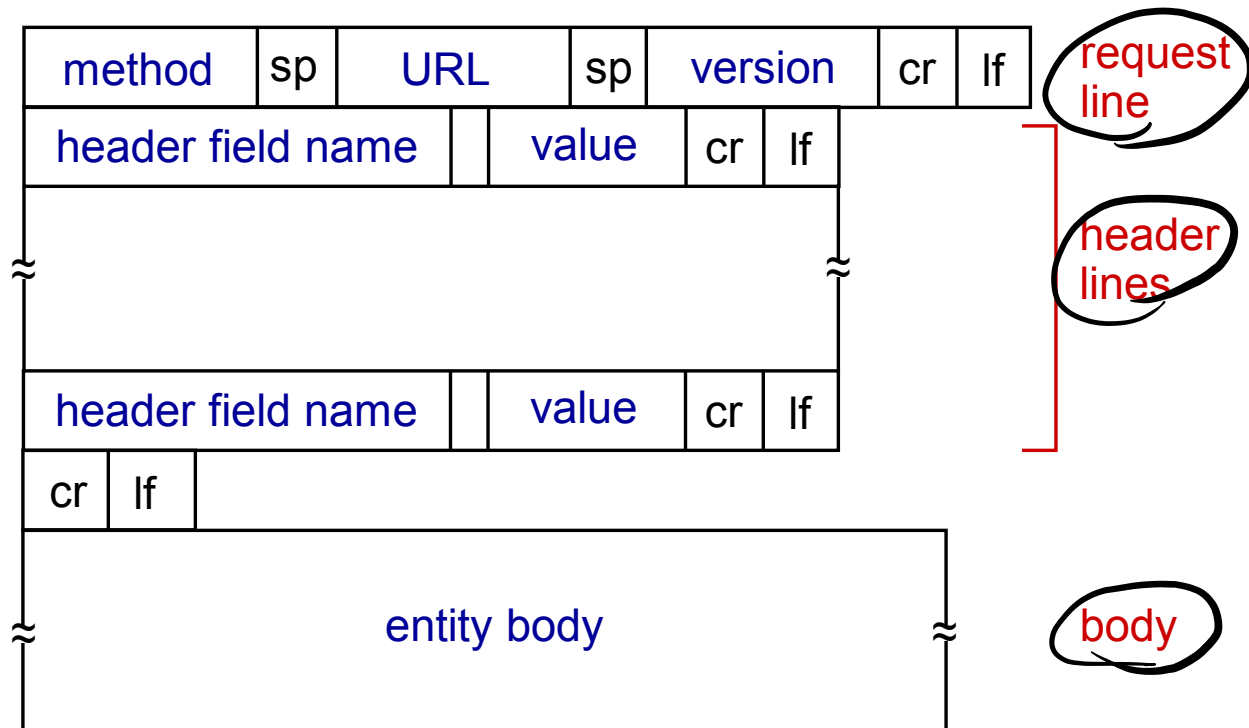 method sp URL sp version cr lf
request
line
header field name value cr lf
header
lines
≈ ≈
header field name value cr lf
cr lf
≈ entity body ≈
body